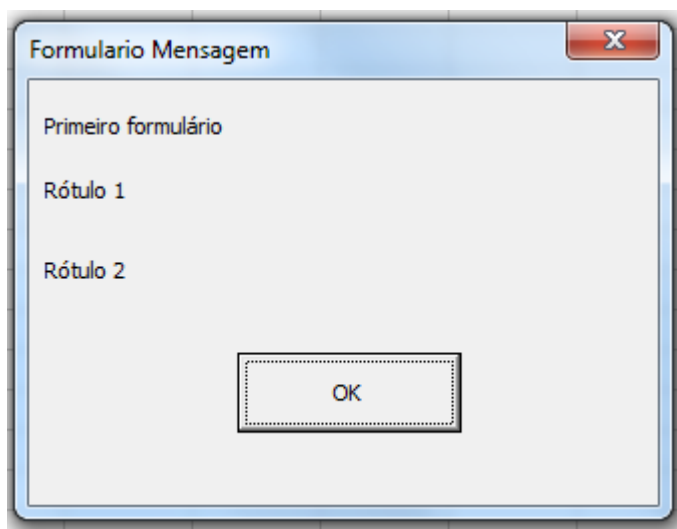 Formulario Mensagem
Primeiro formulário
Rótulo 1
Rótulo 2
OK